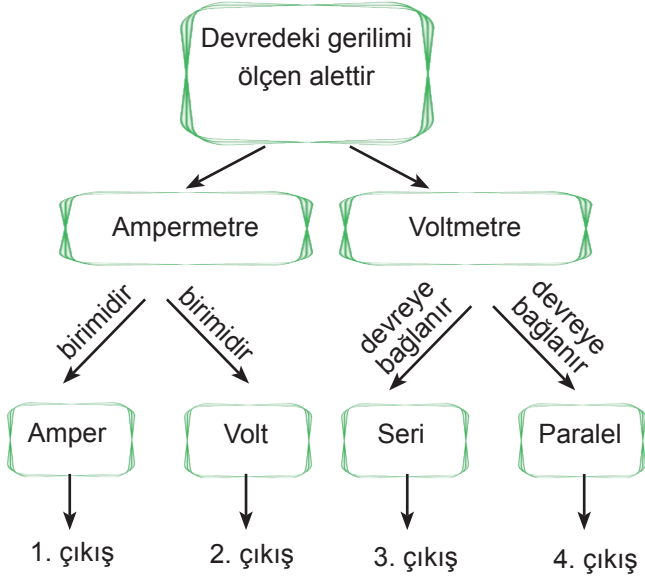 Devredeki gerilimi
ölçen alettir
Ampermetre
Voltmetre
birimidir
birimidir
devreye
bağlanır
devreye
bağlanır
Amper
Volt
Seri
Paralel
1. çıkış
2. çıkış
3. çıkış
4. çıkış